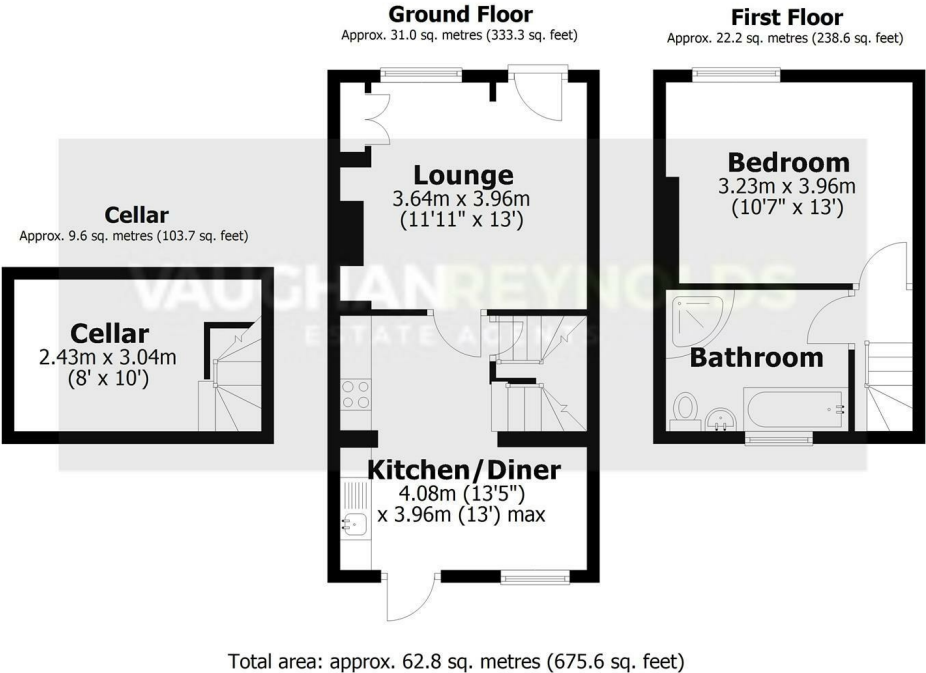 Ground Floor
Approx. 31.0 sq. metres (333.3 sq. feet)
First Floor
Approx. 22.2 sq. metres (238.6 sq. feet)
Lounge
3.64m x 3.96m
(11'11" x 13')
Bedroom
3.23m x 3.96m
(10'7" x 13')
Cellar
Approx. 9.6 sq. metres (103.7 sq. feet)
VAUGHANREYNOLDS
ESTATE AGENTS
Cellar
2.43m x 3.04m
(8' x 10')
Bathroom
Kitchen/Diner
4.08m (13'5")
x 3.96m (13') max
Total area: approx. 62.8 sq. metres (675.6 sq. feet)